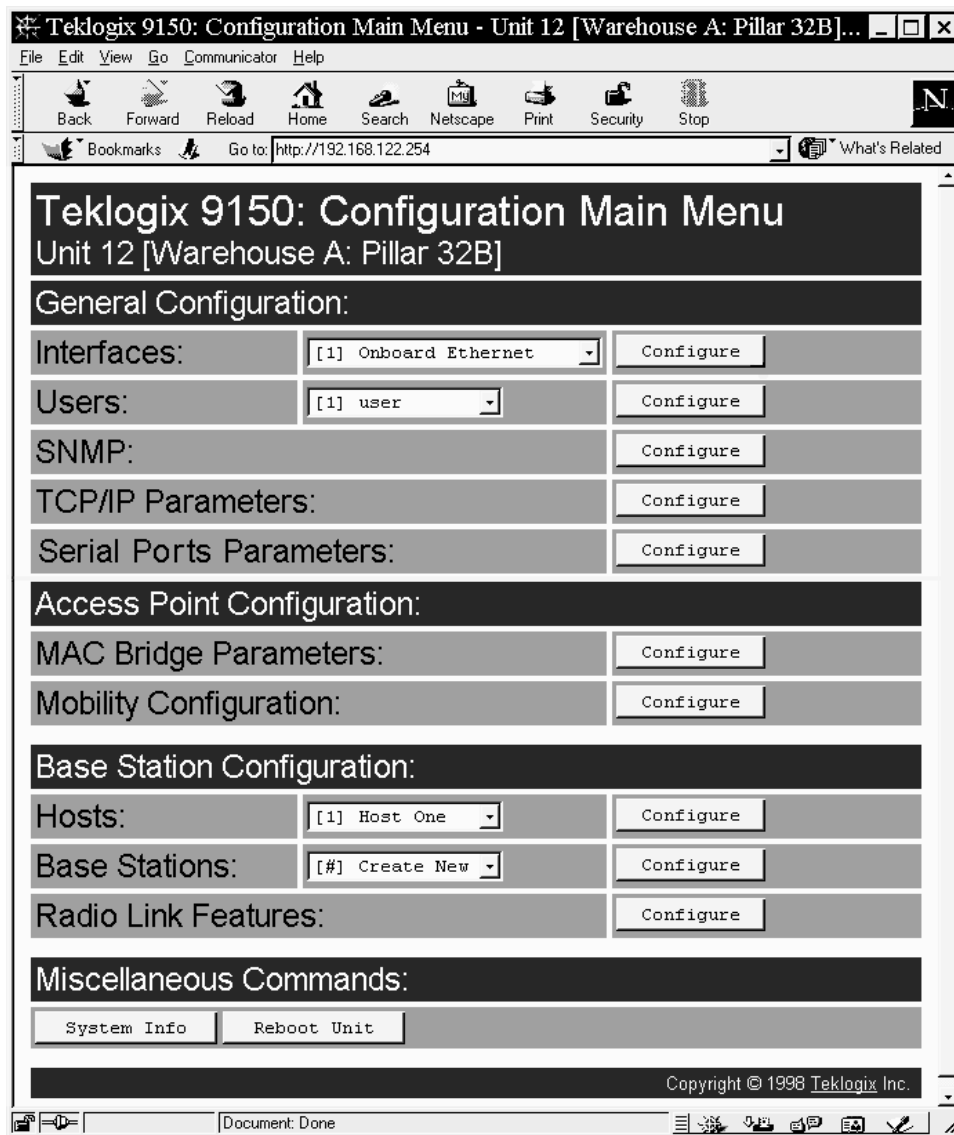 Teklogix 9150: Configuration Main Menu - Unit 12 [Warehouse A: Pillar 32B]...
File Edit View Go Communicator Help
My
N
Back Forward Reload Home Search Netscape Print Security Stop
Bookmarks Go to: http://192.168.122.254 What's Related
Teklogix 9150: Configuration Main Menu
Unit 12 [Warehouse A: Pillar 32B]
General Configuration:
Interfaces: [1] Onboard Ethernet Configure
Users: [1] user Configure
SNMP: Configure
TCP/IP Parameters: Configure
Serial Ports Parameters: Configure
Access Point Configuration:
MAC Bridge Parameters: Configure
Mobility Configuration: Configure
Base Station Configuration:
Hosts: [1] Host One Configure
Base Stations: [#] Create New Configure
Radio Link Features: Configure
Miscellaneous Commands:
System Info Reboot Unit
Copyright © 1998 Teklogix Inc.
Document: Done